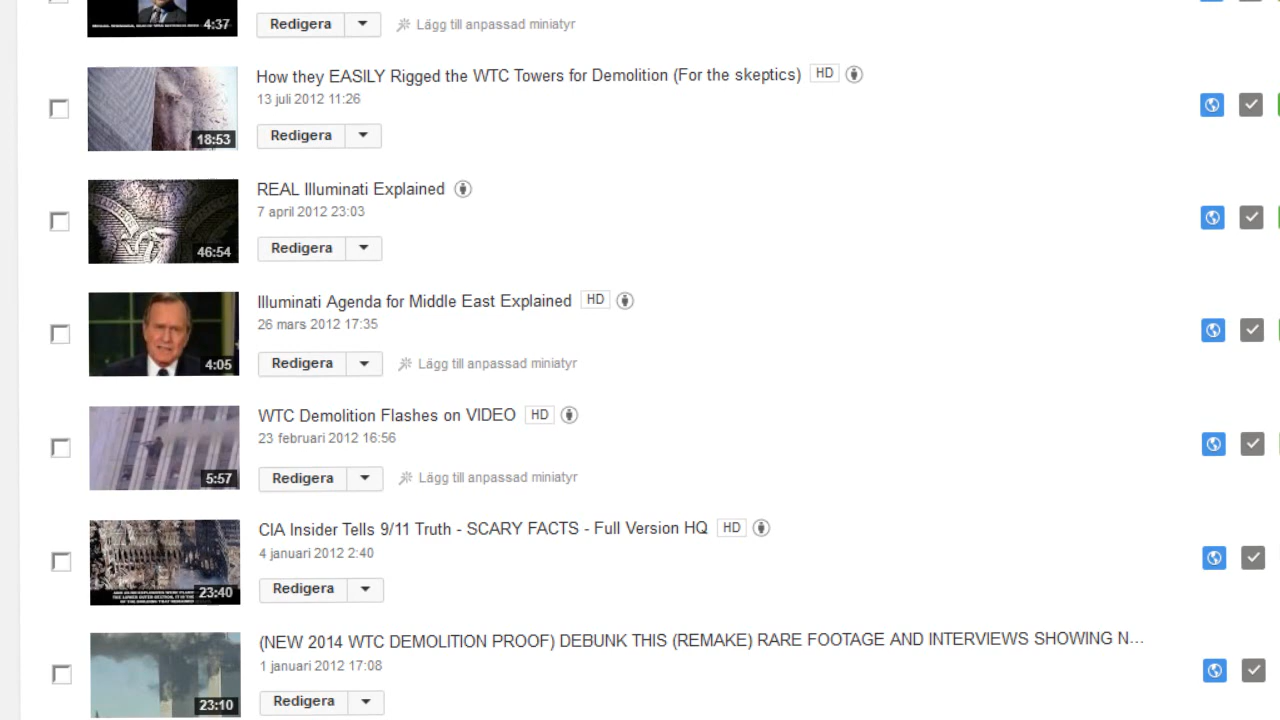 4:37
Redigera
Lägg till anpassad miniatyr
How they EASILY Rigged the WTC Towers for Demolition (For the skeptics) HD
13 juli 2012 11:26
18:53
Redigera
REAL Illuminati Explained
7 april 2012 23:03
46:54
Redigera
Illuminati Agenda for Middle East Explained HD
26 mars 2012 17:35
4:05
Redigera
Lägg till anpassad miniatyr
WTC Demolition Flashes on VIDEO HD
23 februari 2012 16:56
5:57
Redigera
Lägg till anpassad miniatyr
CIA Insider Tells 9/11 Truth - SCARY FACTS - Full Version HQ HD
4 januari 2012 2:40
23:40
Redigera
(NEW 2014 WTC DEMOLITION PROOF) DEBUNK THIS (REMAKE) RARE FOOTAGE AND INTERVIEWS SHOWING N...
1 januari 2012 17:08
23:10
Redigera